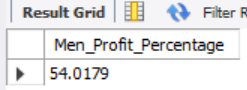 Result Grid Filter R
Men_Profit_Percentage
54.0179